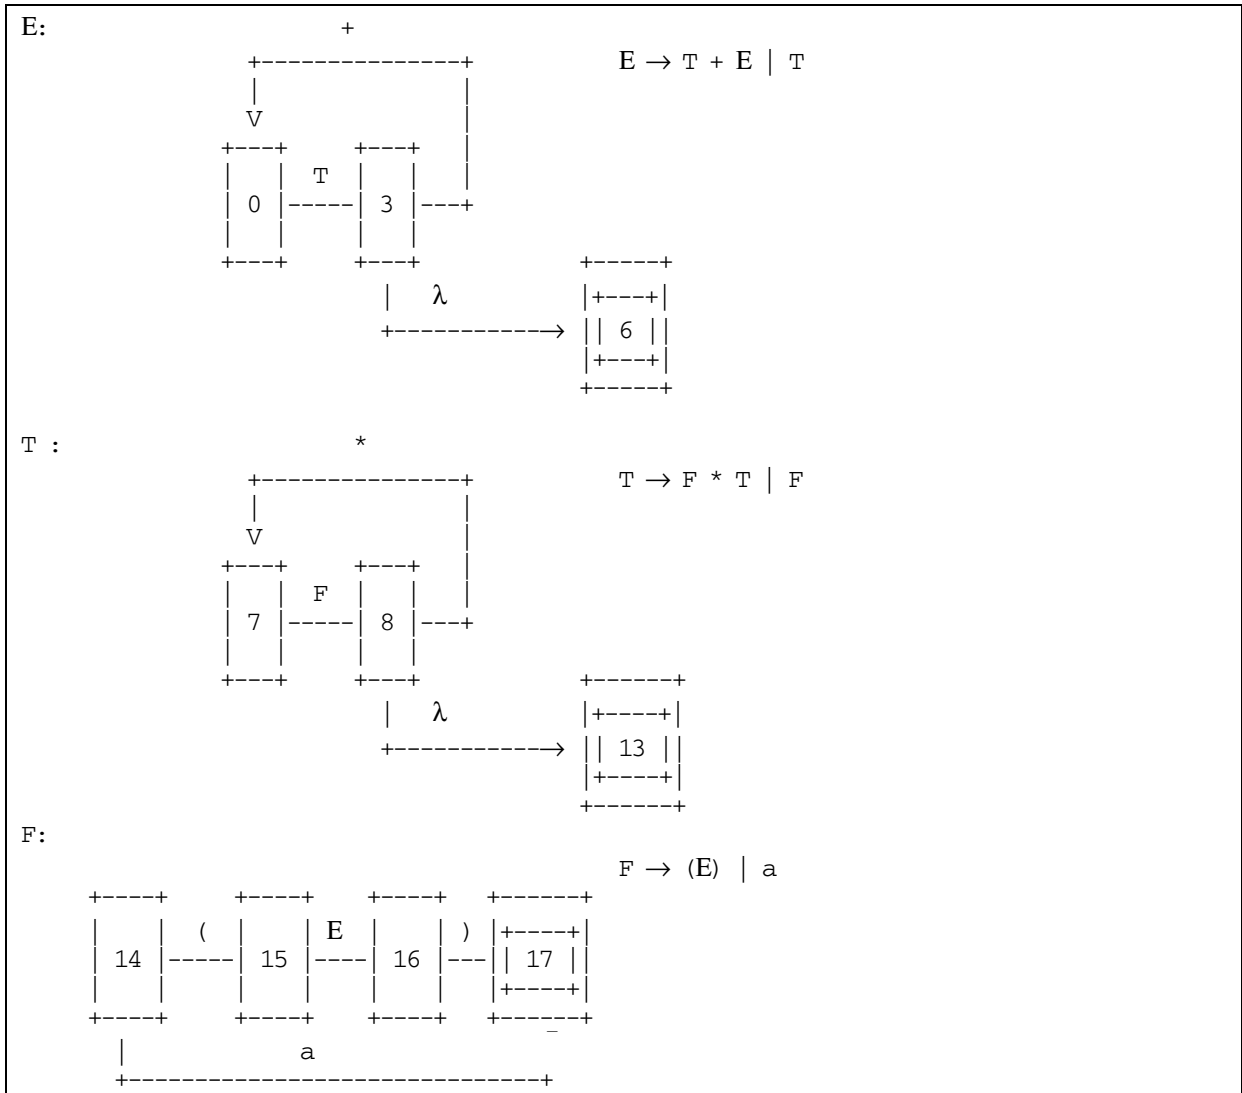 E:
+
E → T + E | T
V
T
0
3
λ
6
T :
*
T → F * T | F
V
F
7
8
λ
13
F:
F → (E) | a
( E )
14 15 16 17
a